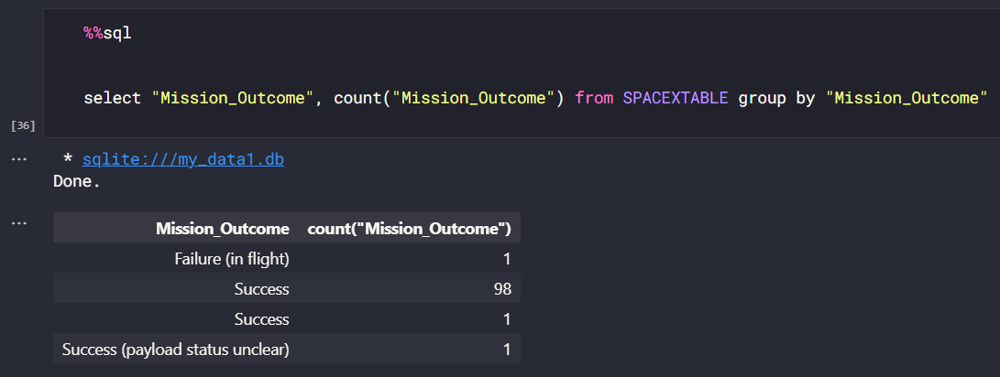 %%sql
select "Mission_Outcome", count("Mission_Outcome") from SPACEXTABLE group by "Mission_Outcome"
[36]
... * sqlite:///my_data1.db
Done.
...
Mission_Outcome count("Mission_Outcome")
Failure (in flight) 1
Success 98
Success 1
Success (payload status unclear) 1